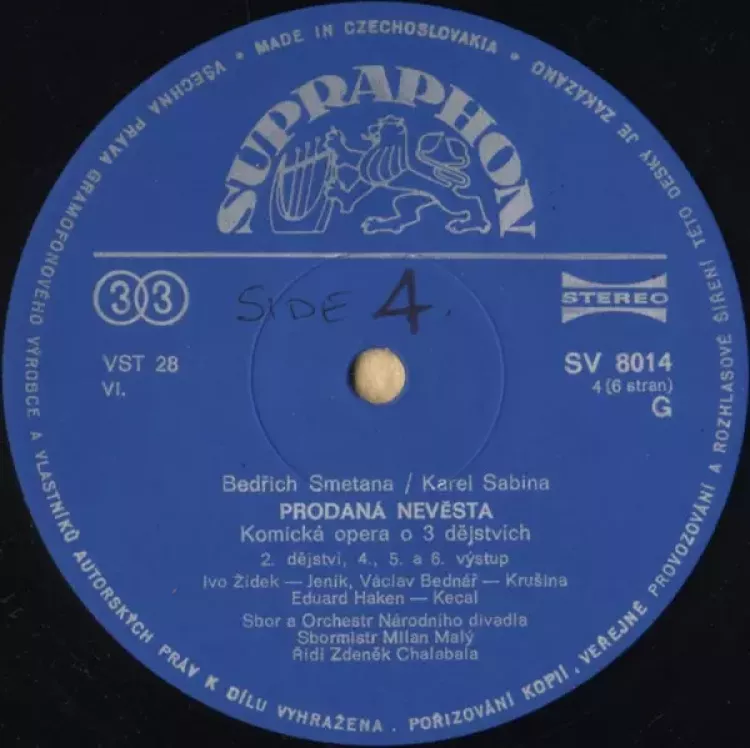 VŠECHNA PRÁVA GRAMOFONOVÉHO VÝROBCE A VLASTNÍKŮ AUTORSKÝCH PRÁV K DÍLU VYHRAŽENA . POŘIZOVÁNÍ KOPIÍ, VEŘEJNÉ PROVOZOVÁNÍ A ROZHLASOVÉ ŠÍŘENÍ TÉTO DESKY JE ZAKÁZÁNO
• MADE IN CZECHOSLOVAKIA •
SUPRAPHON
33
SIDE 4.
STEREO
VST 28
VI.
SV 8014
4 (6 stran)
G
Bedřich Smetana / Karel Sabina
PRODANÁ NEVĚSTA
Komická opera o 3 dějstvích
2. dějství, 4., 5. a 6. výstup
Ivo Žídek — Jeník, Václav Bednář — Krušina
Eduard Haken — Kecal
Sbor a Orchestr Národního divadla
Sbormistr Milan Malý
Řídí Zdeněk Chalabala